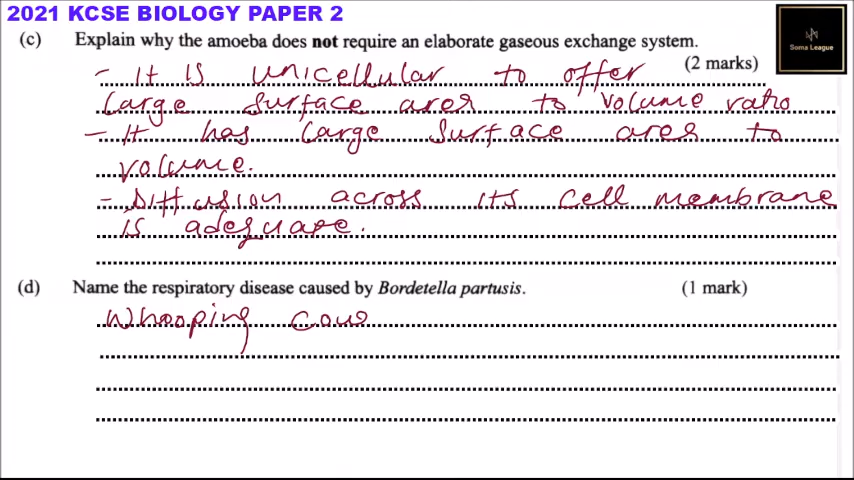 2021 KCSE BIOLOGY PAPER 2
Soma League
(c) Explain why the amoeba does not require an elaborate gaseous exchange system.
(2 marks)
- It is unicellular to offer
large surface area to volume ratio
- It has large surface area to
volume.
- Diffusion across its cell membrane
is adequate.
(d) Name the respiratory disease caused by Bordetella partusis. (1 mark)
Whooping coug